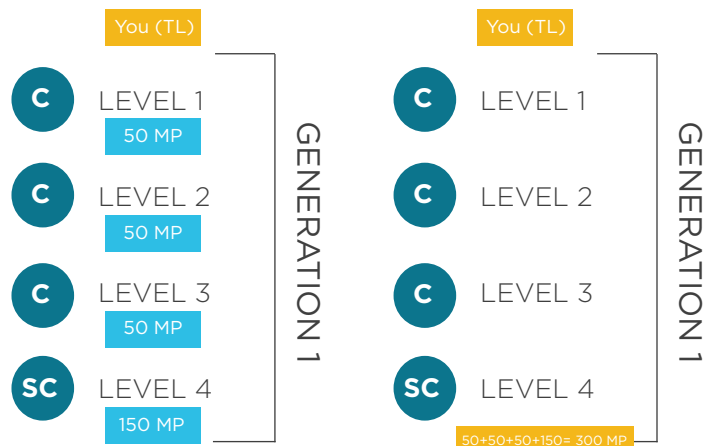 You (TL)
C LEVEL 1
50 MP
C LEVEL 2
50 MP
C LEVEL 3
50 MP
SC LEVEL 4
150 MP
GENERATION 1
You (TL)
C LEVEL 1
C LEVEL 2
C LEVEL 3
SC LEVEL 4
50+50+50+150= 300 MP
GENERATION 1